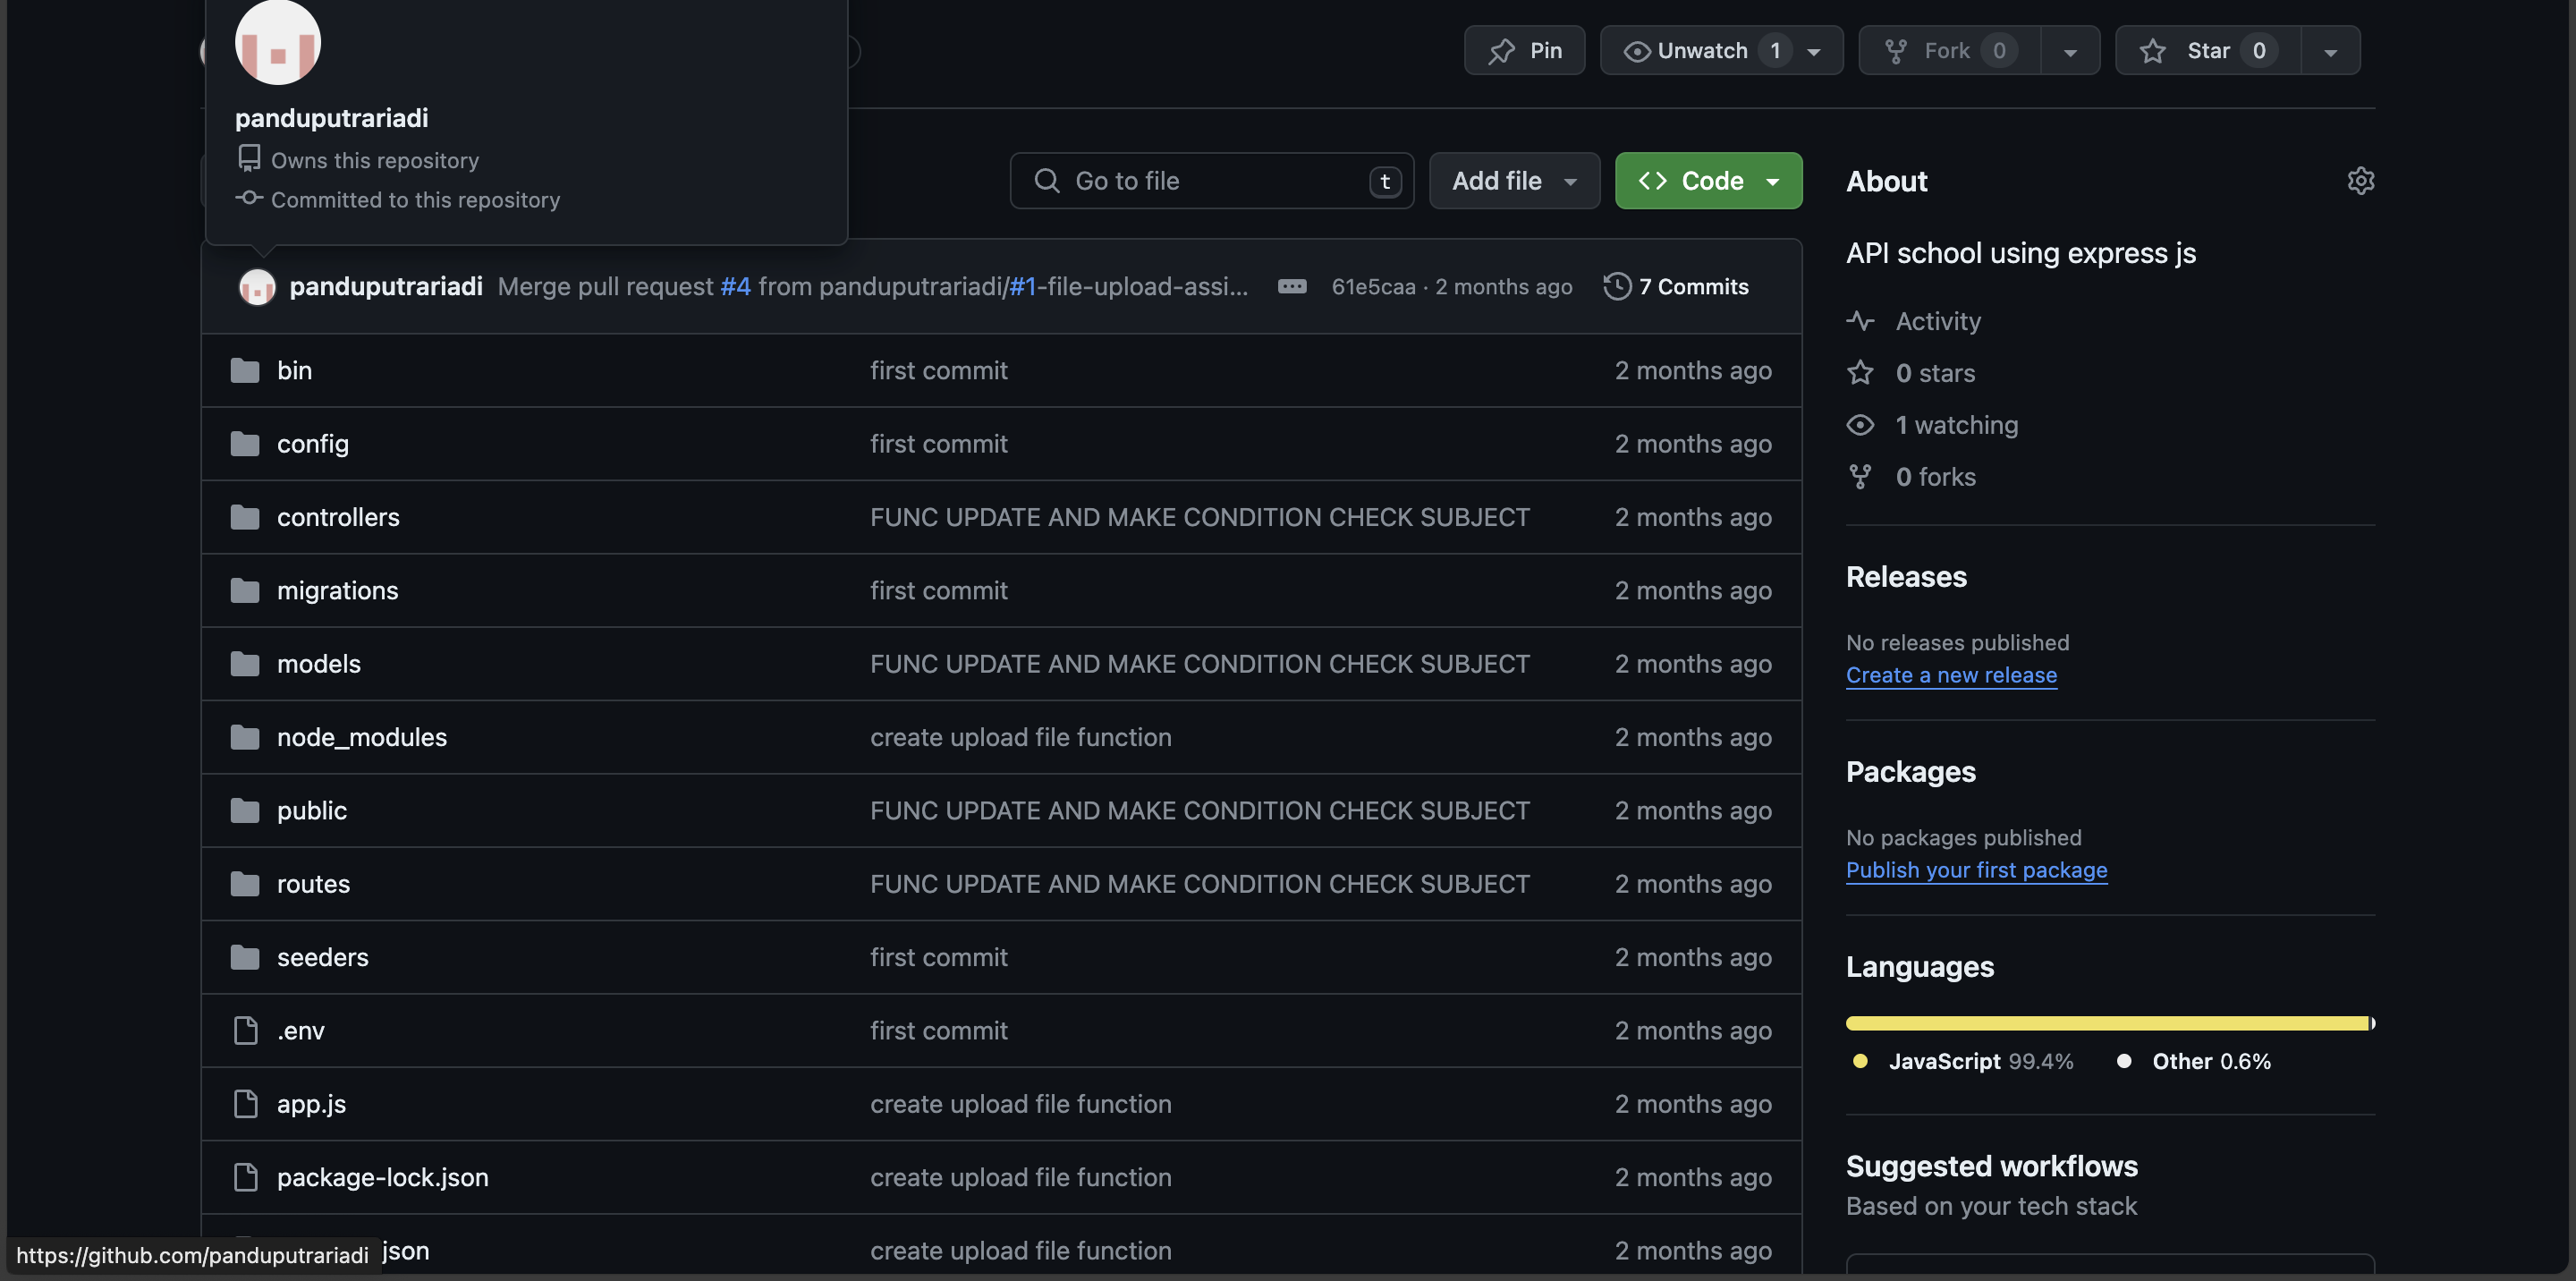 Pin
Unwatch 1
Fork 0
Star 0
panduputrariadi
Owns this repository
Committed to this repository
Go to file t
Add file
Code
panduputrariadi Merge pull request #4 from panduputrariadi/#1-file-upload-assi... 61e5caa · 2 months ago 7 Commits
bin first commit 2 months ago
config first commit 2 months ago
controllers FUNC UPDATE AND MAKE CONDITION CHECK SUBJECT 2 months ago
migrations first commit 2 months ago
models FUNC UPDATE AND MAKE CONDITION CHECK SUBJECT 2 months ago
node_modules create upload file function 2 months ago
public FUNC UPDATE AND MAKE CONDITION CHECK SUBJECT 2 months ago
routes FUNC UPDATE AND MAKE CONDITION CHECK SUBJECT 2 months ago
seeders first commit 2 months ago
.env first commit 2 months ago
app.js create upload file function 2 months ago
package-lock.json create upload file function 2 months ago
json create upload file function 2 months ago
https://github.com/panduputrariadi
About
API school using express js
Activity
0 stars
1 watching
0 forks
Releases
No releases published
Create a new release
Packages
No packages published
Publish your first package
Languages
JavaScript 99.4% Other 0.6%
Suggested workflows
Based on your tech stack